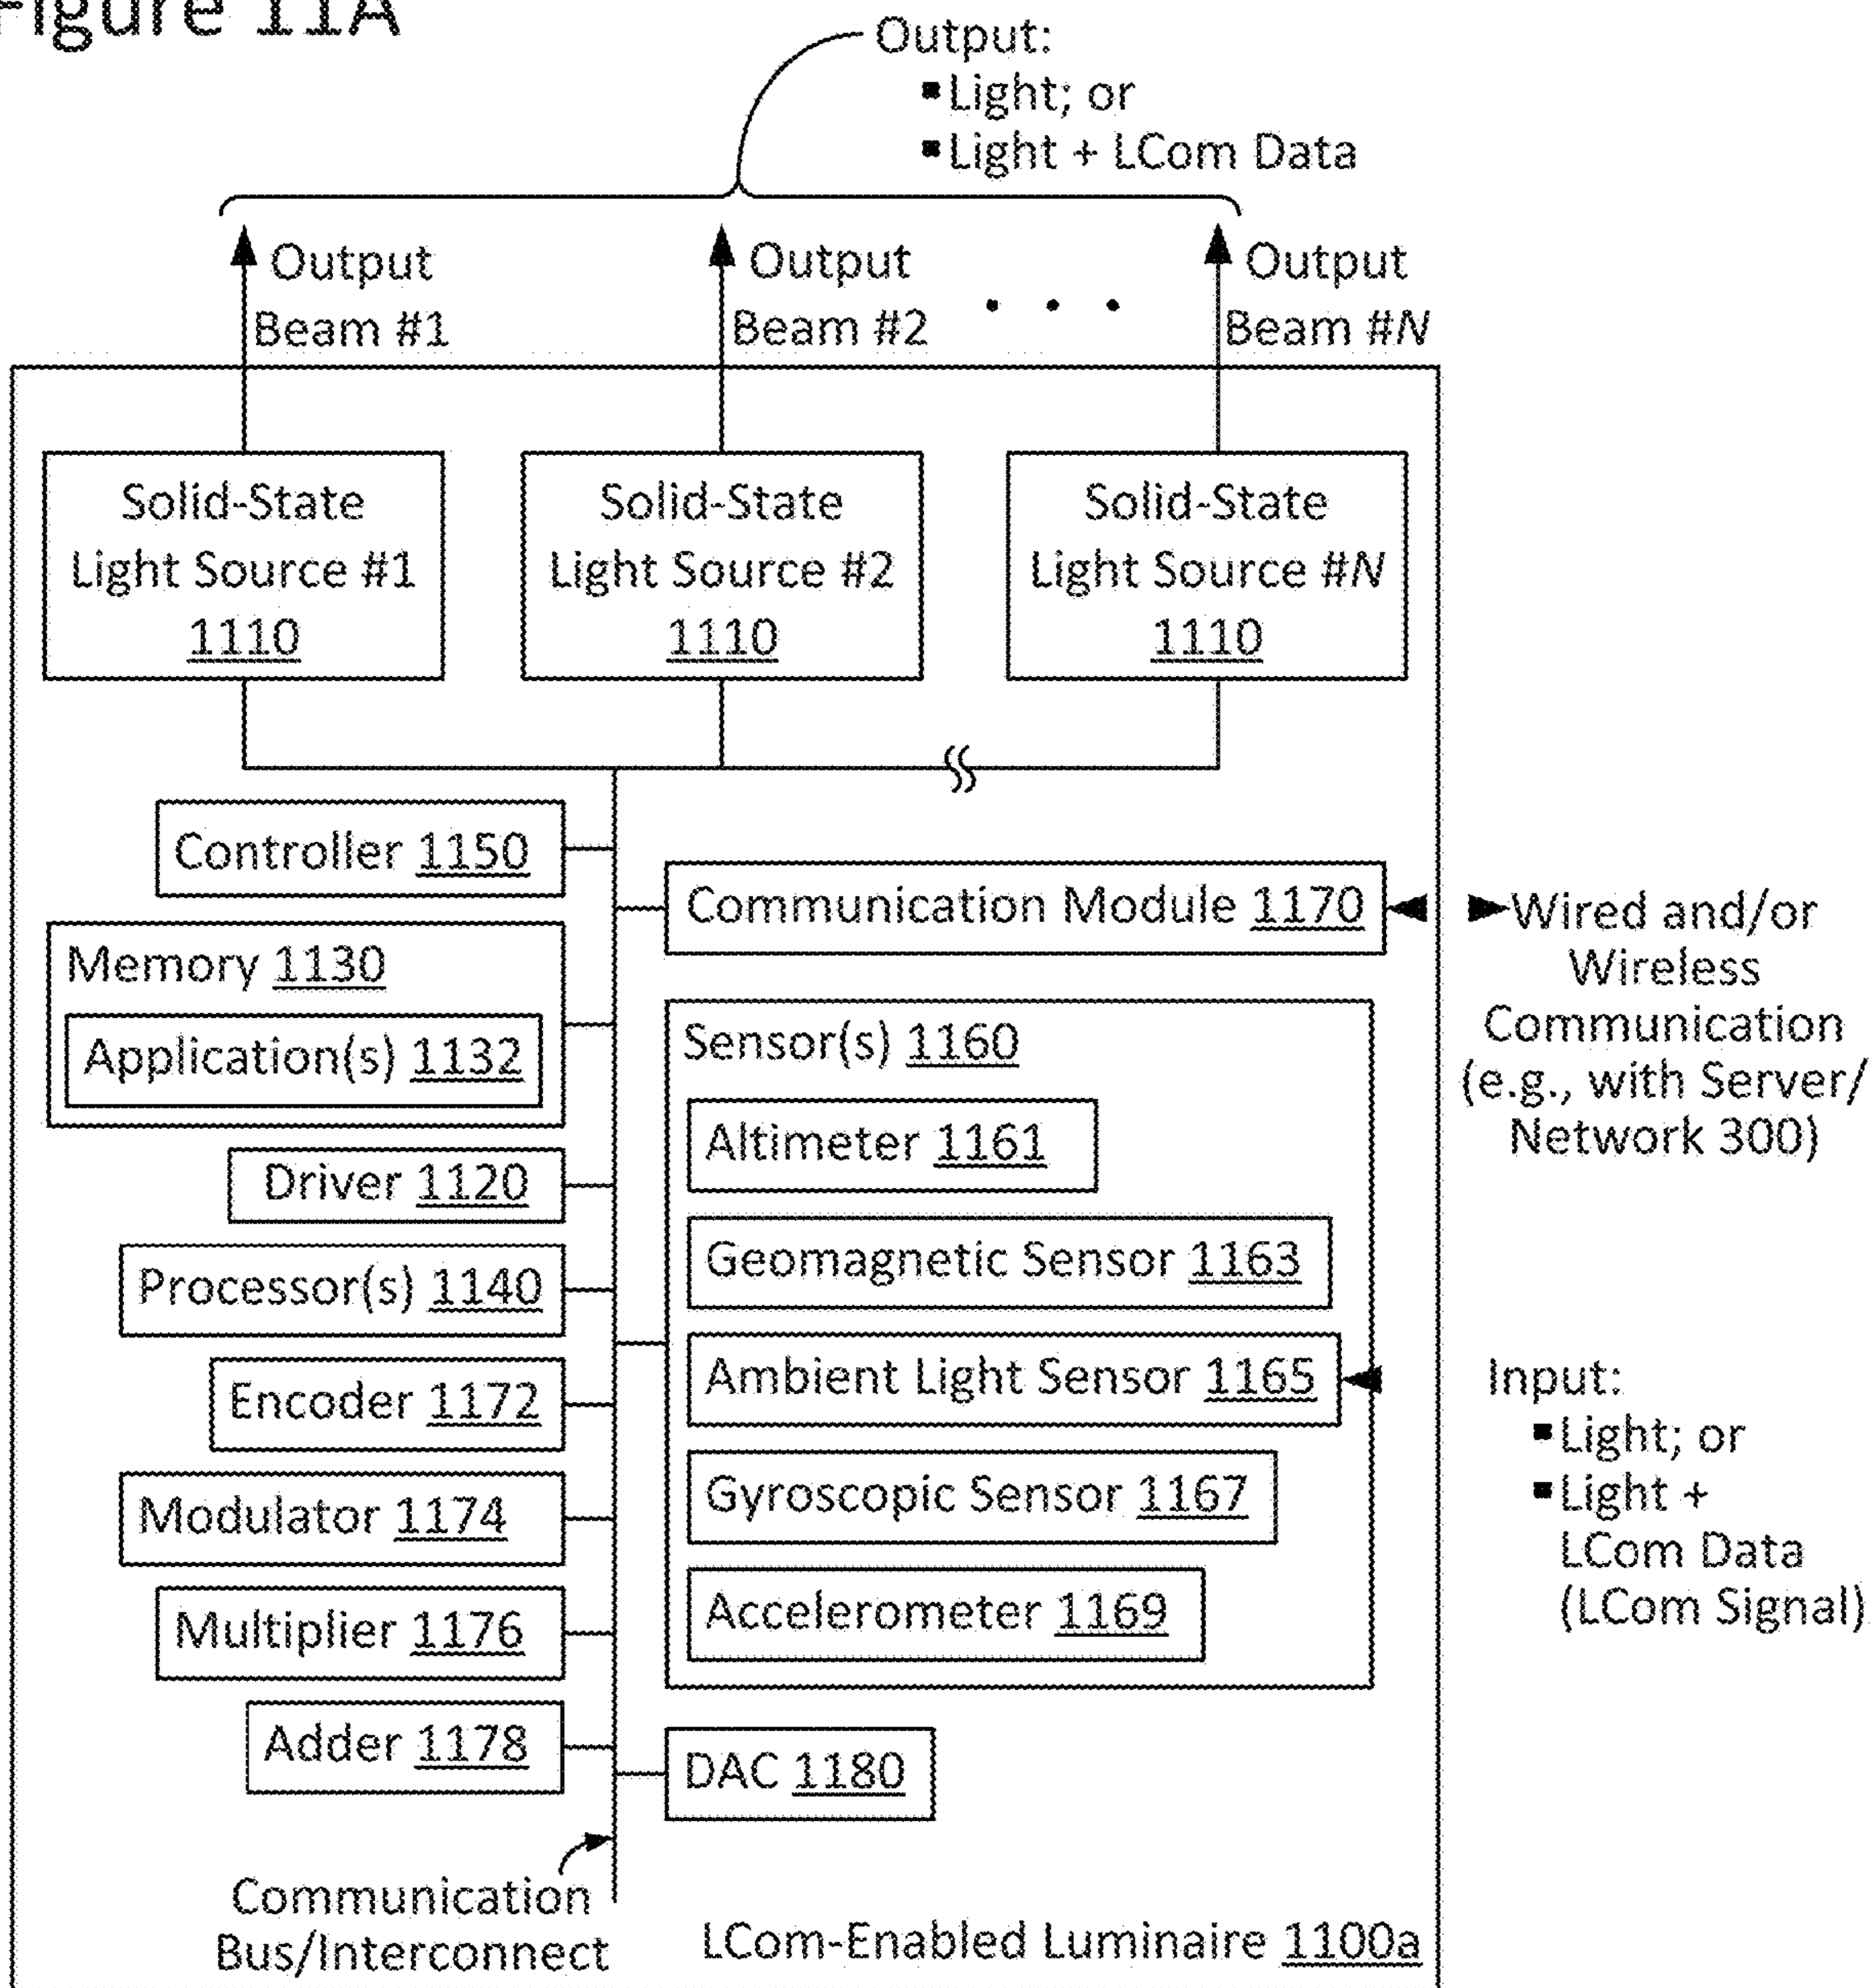 Figure 11A
Output:
▪Light; or
▪Light + LCom Data
Output
Beam #1
Output
Beam #2
. . .
Output
Beam #N
Solid-State
Light Source #1
1110
Solid-State
Light Source #2
1110
Solid-State
Light Source #N
1110
Controller 1150
Communication Module 1170
Wired and/or
Wireless
Communication
(e.g., with Server/
Network 300)
Memory 1130
Application(s) 1132
Driver 1120
Processor(s) 1140
Encoder 1172
Modulator 1174
Multiplier 1176
Adder 1178
Sensor(s) 1160
Altimeter 1161
Geomagnetic Sensor 1163
Ambient Light Sensor 1165
Gyroscopic Sensor 1167
Accelerometer 1169
Input:
▪Light; or
▪Light +
LCom Data
(LCom Signal)
DAC 1180
Communication
Bus/Interconnect
LCom-Enabled Luminaire 1100a